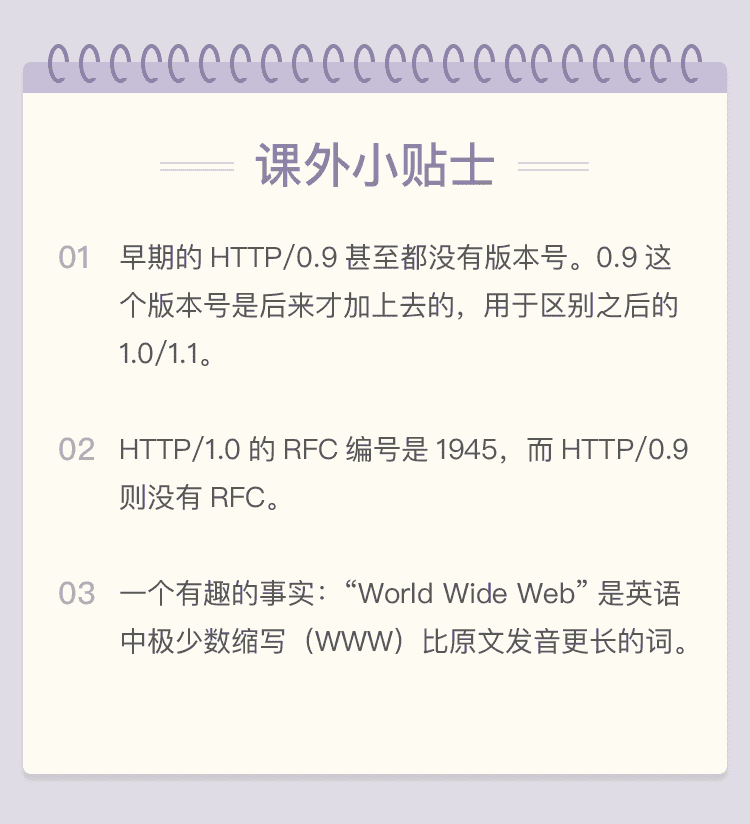 课外小贴士
01 早期的 HTTP/0.9 甚至都没有版本号。0.9 这
个版本号是后来才加上去的，用于区别之后的
1.0/1.1。
02 HTTP/1.0 的 RFC 编号是 1945，而 HTTP/0.9
则没有 RFC。
03 一个有趣的事实：“World Wide Web” 是英语
中极少数缩写（WWW）比原文发音更长的词。